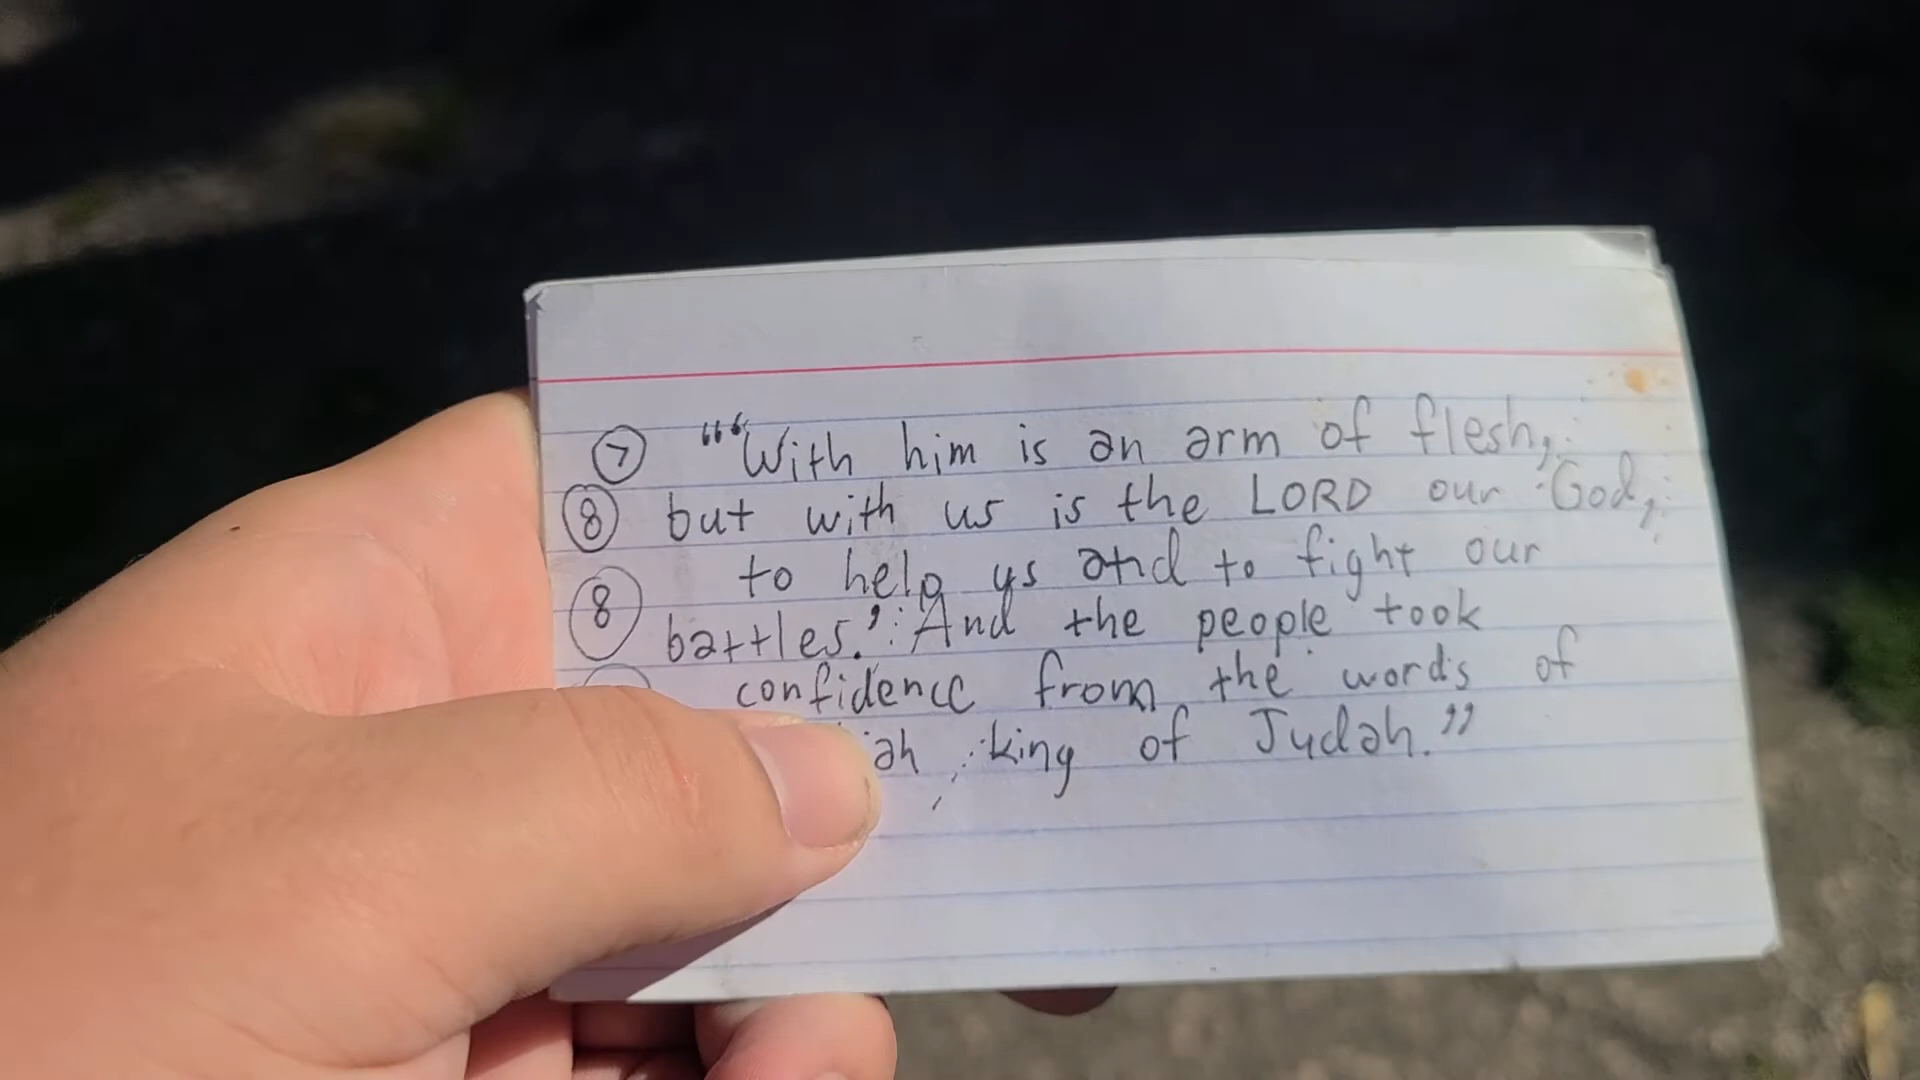 ⑦ "‘With him is an arm of flesh,
⑧ but with us is the LORD our God,
to help us and to fight our
⑧ battles.’ And the people took
confidence from the words of
iah, king of Judah."